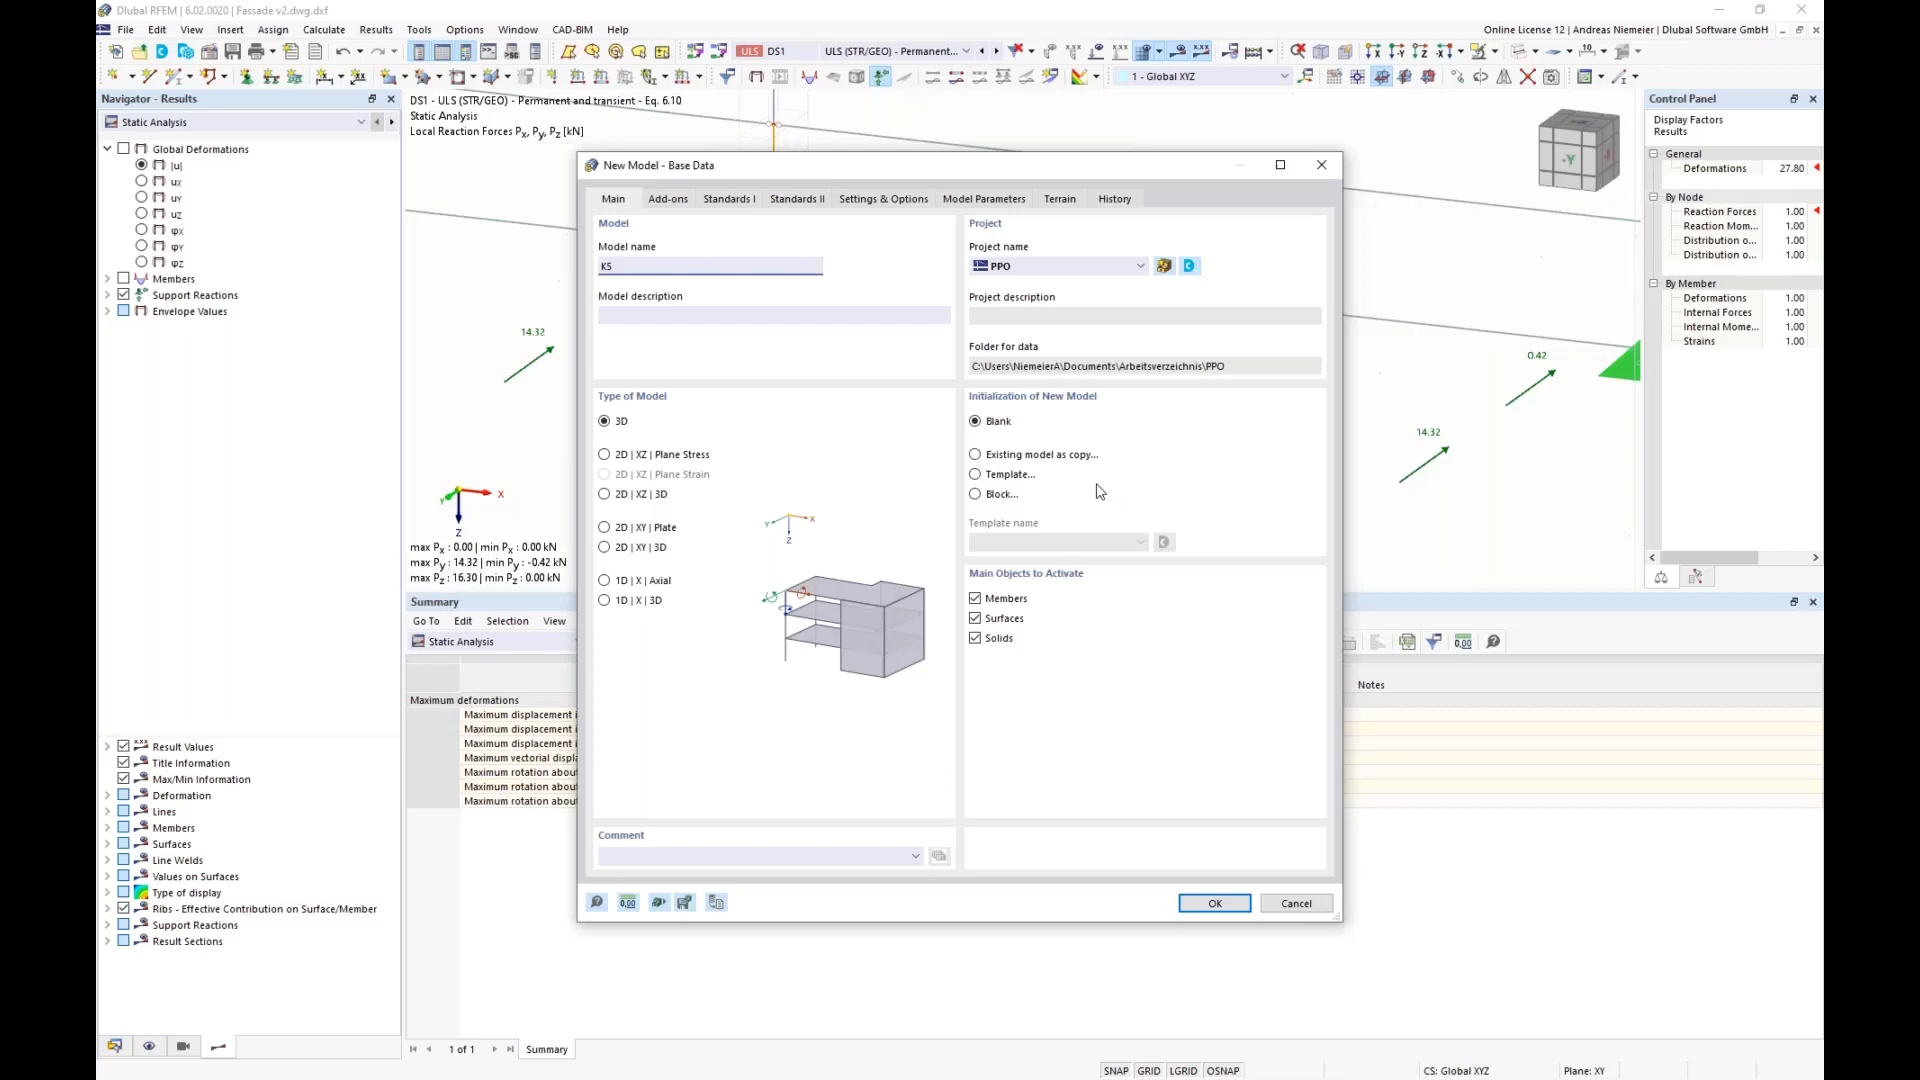 Dlubal RFEM | 6.02.0020 | Fassade v2.dwg.dxf
File Edit View Insert Assign Calculate Results Tools Options Window CAD-BIM Help
Online License 12 | Andreas Niemeier | Dlubal Software GmbH
ULS DS1 ULS (STR/GEO) - Permanent...
1 - Global XYZ
Navigator - Results
Static Analysis
Global Deformations
|u|
uX
uY
uZ
φX
φY
φZ
Members
Support Reactions
Envelope Values
Result Values
Title Information
Max/Min Information
Deformation
Lines
Members
Surfaces
Line Welds
Values on Surfaces
Type of display
Ribs - Effective Contribution on Surface/Member
Support Reactions
Result Sections
DS1 - ULS (STR/GEO) - Permanent and transient - Eq. 6.10
Static Analysis
Local Reaction Forces Px, Py, Pz [kN]
14.32
X
Y
Z
max Px : 0.00 | min Px : 0.00 kN
max Py : 14.32 | min Py : -0.42 kN
max Pz : 16.30 | min Pz : 0.00 kN
0.42
14.32
-Y
New Model - Base Data
Main Add-ons Standards I Standards II Settings & Options Model Parameters Terrain History
Model
Model name
K5
Model description
Project
Project name
PPO
Project description
Folder for data
C:\Users\NiemeierA\Documents\Arbeitsverzeichnis\PPO
Type of Model
3D
2D | XZ | Plane Stress
2D | XZ | Plane Strain
2D | XZ | 3D
2D | XY | Plate
2D | XY | 3D
1D | X | Axial
1D | X | 3D
Y
X
Z
Initialization of New Model
Blank
Existing model as copy...
Template...
Block...
Template name
Main Objects to Activate
Members
Surfaces
Solids
Comment
0,00
OK Cancel
Control Panel
Display Factors
Results
General
Deformations 27.80
By Node
Reaction Forces 1.00
Reaction Mom... 1.00
Distribution o... 1.00
Distribution o... 1.00
By Member
Deformations 1.00
Internal Forces 1.00
Internal Mome... 1.00
Strains 1.00
Summary
Go To Edit Selection View
Static Analysis
0,00
Notes
Maximum deformations
Maximum displacement i
Maximum displacement i
Maximum displacement i
Maximum vectorial displa
Maximum rotation about
Maximum rotation about
Maximum rotation about
1 of 1 Summary
SNAP GRID LGRID OSNAP CS: Global XYZ Plane: XY